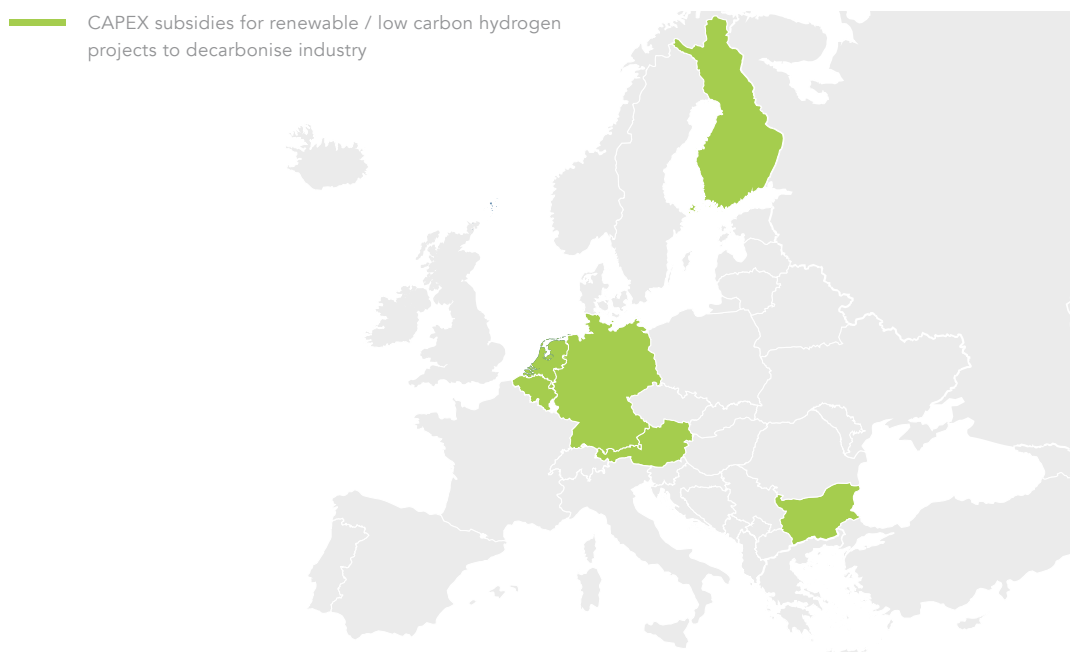 CAPEX subsidies for renewable / low carbon hydrogen
projects to decarbonise industry